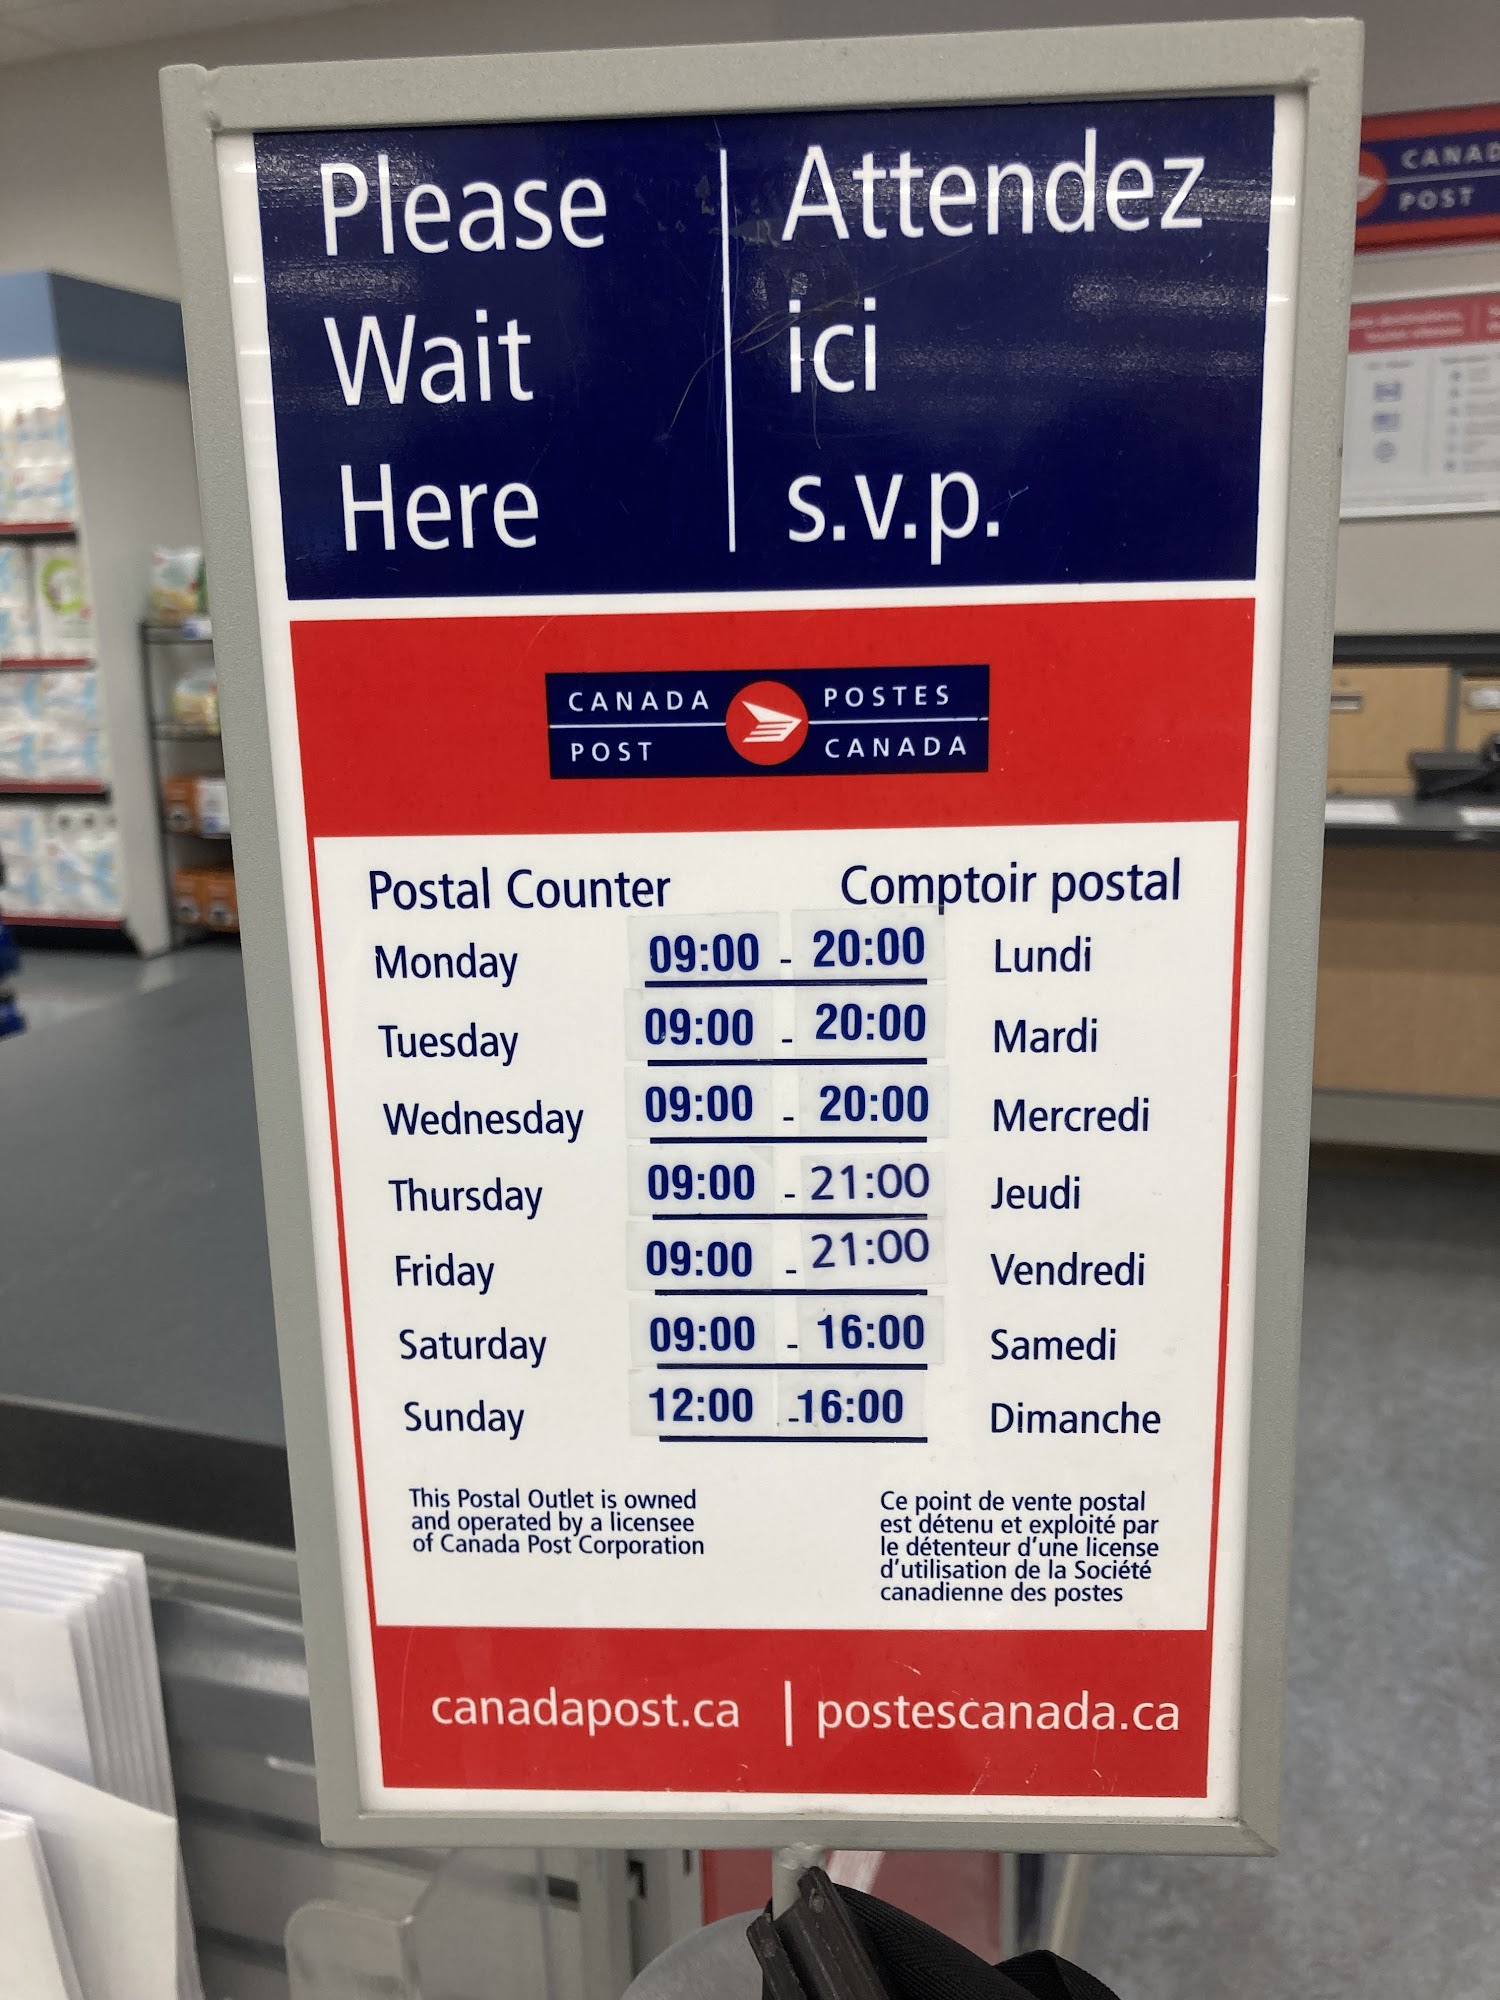 Please
Wait
Here
Attendez
ici
s.v.p.
CANADA
POST
POSTES
CANADA
Postal Counter Comptoir postal
Monday 09:00 - 20:00 Lundi
Tuesday 09:00 - 20:00 Mardi
Wednesday 09:00 - 20:00 Mercredi
Thursday 09:00 - 21:00 Jeudi
Friday 09:00 - 21:00 Vendredi
Saturday 09:00 - 16:00 Samedi
Sunday 12:00 -16:00 Dimanche
This Postal Outlet is owned
and operated by a licensee
of Canada Post Corporation
Ce point de vente postal
est détenu et exploité par
le détenteur d'une license
d'utilisation de la Société
canadienne des postes
canadapost.ca | postescanada.ca
POST